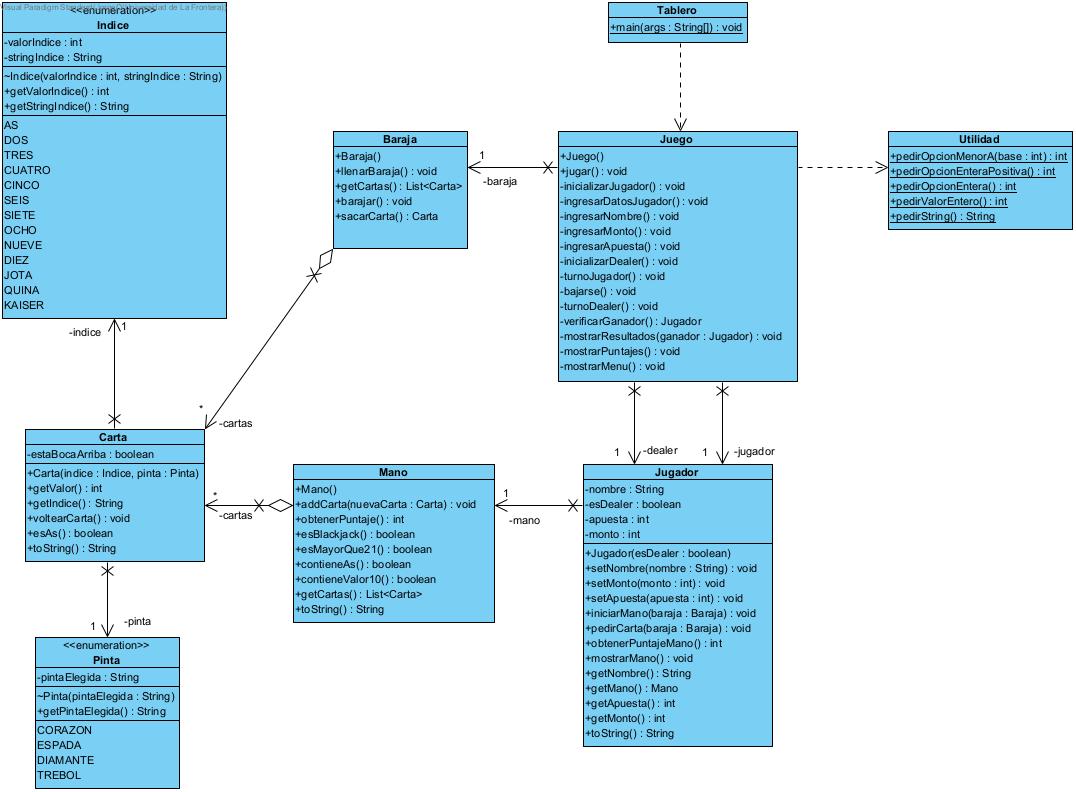 <<enumeration>>
Indice
-valorIndice : int
-stringIndice : String
~Indice(valorIndice : int, stringIndice : String)
+getValorIndice() : int
+getStringIndice() : String
AS
DOS
TRES
CUATRO
CINCO
SEIS
SIETE
OCHO
NUEVE
DIEZ
JOTA
QUINA
KAISER
Tablero
+main(args : String[]) : void
Baraja
+Baraja()
+llenarBaraja() : void
+getCartas() : List<Carta>
+barajar() : void
+sacarCarta() : Carta
1
-baraja
Juego
+Juego()
+jugar() : void
-inicializarJugador() : void
-ingresarDatosJugador() : void
-ingresarNombre() : void
-ingresarMonto() : void
-ingresarApuesta() : void
-inicializarDealer() : void
-turnoJugador() : void
-bajarse() : void
-turnoDealer() : void
-verificarGanador() : Jugador
-mostrarResultados(ganador : Jugador) : void
-mostrarPuntajes() : void
-mostrarMenu() : void
Utilidad
+pedirOpcionMenorA(base : int) : int
+pedirOpcionEnteraPositiva() : int
+pedirOpcionEntera() : int
+pedirValorEntero() : int
+pedirString() : String
-indice
1
*
-cartas
1
-dealer
1
-jugador
Carta
-estaBocaArriba : boolean
+Carta(indice : Indice, pinta : Pinta)
+getValor() : int
+getIndice() : String
+voltearCarta() : void
+esAs() : boolean
+toString() : String
*
-cartas
Mano
+Mano()
+addCarta(nuevaCarta : Carta) : void
+obtenerPuntaje() : int
+esBlackjack() : boolean
+esMayorQue21() : boolean
+contieneAs() : boolean
+contieneValor10() : boolean
+getCartas() : List<Carta>
+toString() : String
1
-mano
Jugador
-nombre : String
-esDealer : boolean
-apuesta : int
-monto : int
+Jugador(esDealer : boolean)
+setNombre(nombre : String) : void
+setMonto(monto : int) : void
+setApuesta(apuesta : int) : void
+iniciarMano(baraja : Baraja) : void
+pedirCarta(baraja : Baraja) : void
+obtenerPuntajeMano() : int
+mostrarMano() : void
+getNombre() : String
+getMano() : Mano
+getApuesta() : int
+getMonto() : int
+toString() : String
1
-pinta
<<enumeration>>
Pinta
-pintaElegida : String
~Pinta(pintaElegida : String)
+getPintaElegida() : String
CORAZON
ESPADA
DIAMANTE
TREBOL